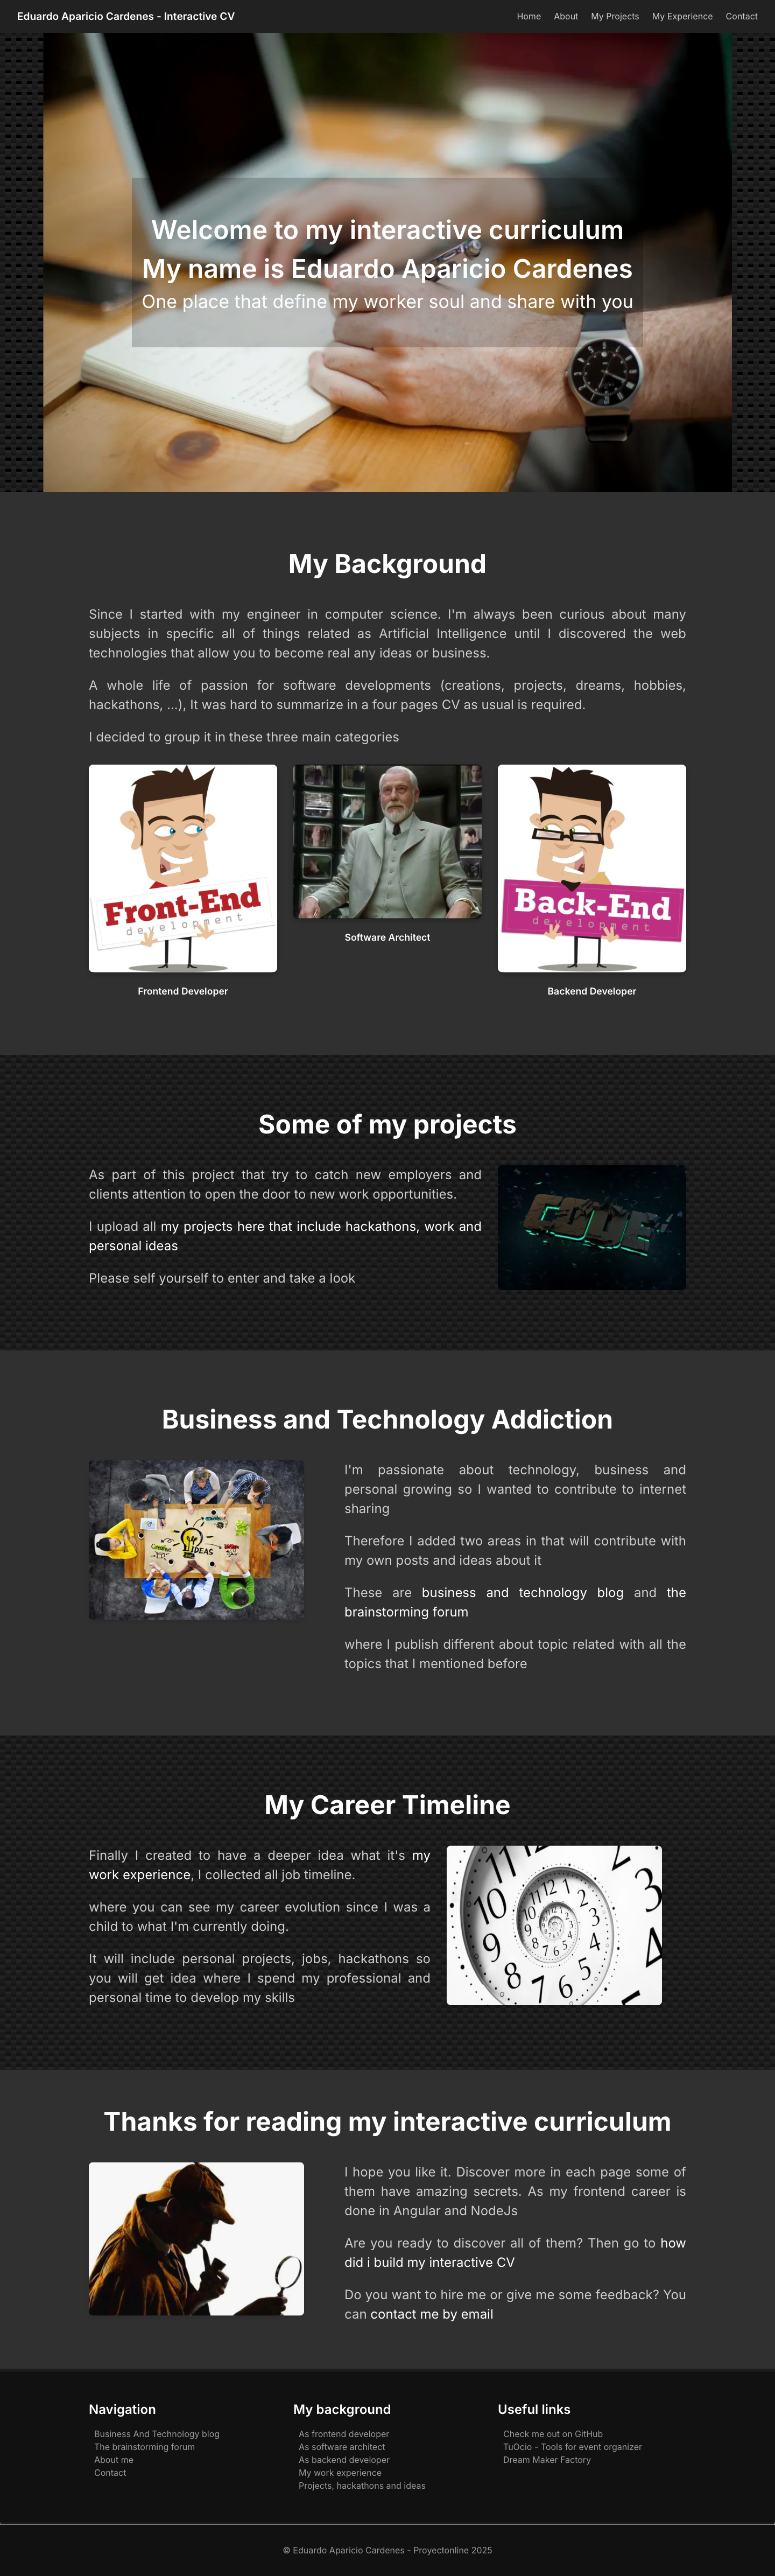 Eduardo Aparicio Cardenes - Interactive CV
Home About My Projects My Experience Contact
Welcome to my interactive curriculum
My name is Eduardo Aparicio Cardenes
One place that define my worker soul and share with you
My Background
Since I started with my engineer in computer science. I'm always been curious about many
subjects in specific all of things related as Artificial Intelligence until I discovered the web
technologies that allow you to become real any ideas or business.
A whole life of passion for software developments (creations, projects, dreams, hobbies,
hackathons, ...), It was hard to summarize in a four pages CV as usual is required.
I decided to group it in these three main categories
Front-End
development
Frontend Developer
Software Architect
Back-End
development
Backend Developer
Some of my projects
As part of this project that try to catch new employers and
clients attention to open the door to new work opportunities.
I upload all my projects here that include hackathons, work and
personal ideas
Please self yourself to enter and take a look
CODE
Business and Technology Addiction
Creative
IDEAS
I'm passionate about technology, business and
personal growing so I wanted to contribute to internet
sharing
Therefore I added two areas in that will contribute with
my own posts and ideas about it
These are business and technology blog and the
brainstorming forum
where I publish different about topic related with all the
topics that I mentioned before
My Career Timeline
Finally I created to have a deeper idea what it's my
work experience, I collected all job timeline.
where you can see my career evolution since I was a
child to what I'm currently doing.
It will include personal projects, jobs, hackathons so
you will get idea where I spend my professional and
personal time to develop my skills
Thanks for reading my interactive curriculum
I hope you like it. Discover more in each page some of
them have amazing secrets. As my frontend career is
done in Angular and NodeJs
Are you ready to discover all of them? Then go to how
did i build my interactive CV
Do you want to hire me or give me some feedback? You
can contact me by email
Navigation
Business And Technology blog
The brainstorming forum
About me
Contact
My background
As frontend developer
As software architect
As backend developer
My work experience
Projects, hackathons and ideas
Useful links
Check me out on GitHub
TuOcio - Tools for event organizer
Dream Maker Factory
© Eduardo Aparicio Cardenes - Proyectonline 2025